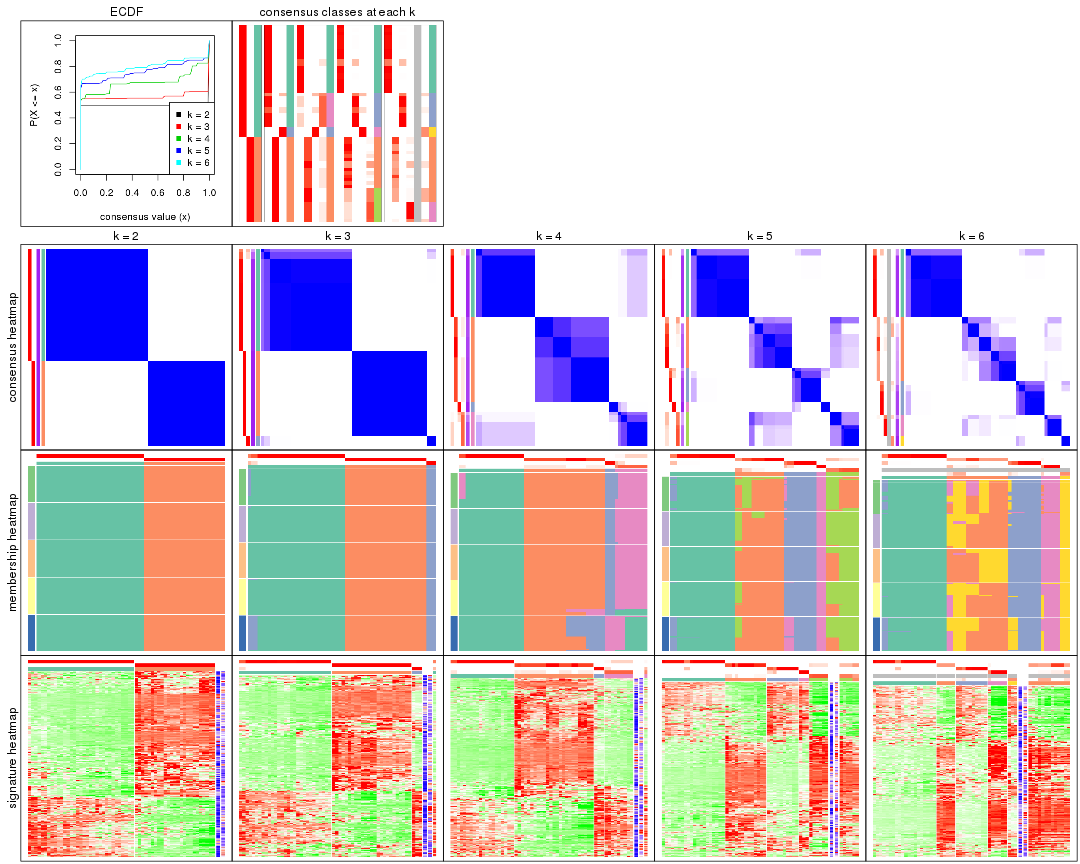 ECDF
consensus classes at each k
P(X <= x)
1.0
0.8
0.6
0.4
0.2
0.0
k = 2
k = 3
k = 4
k = 5
k = 6
0.0 0.2 0.4 0.6 0.8 1.0
consensus value (x)
k = 2
k = 3
k = 4
k = 5
k = 6
consensus heatmap
membership heatmap
signature heatmap